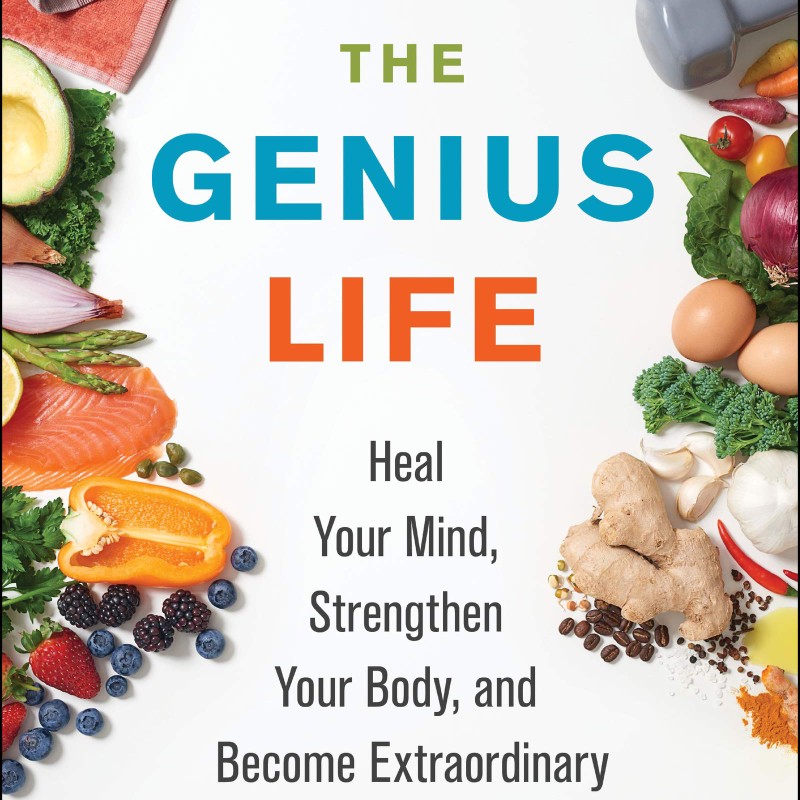 THE
GENIUS
LIFE
Heal
Your Mind,
Strengthen
Your Body, and
Become Extraordinary